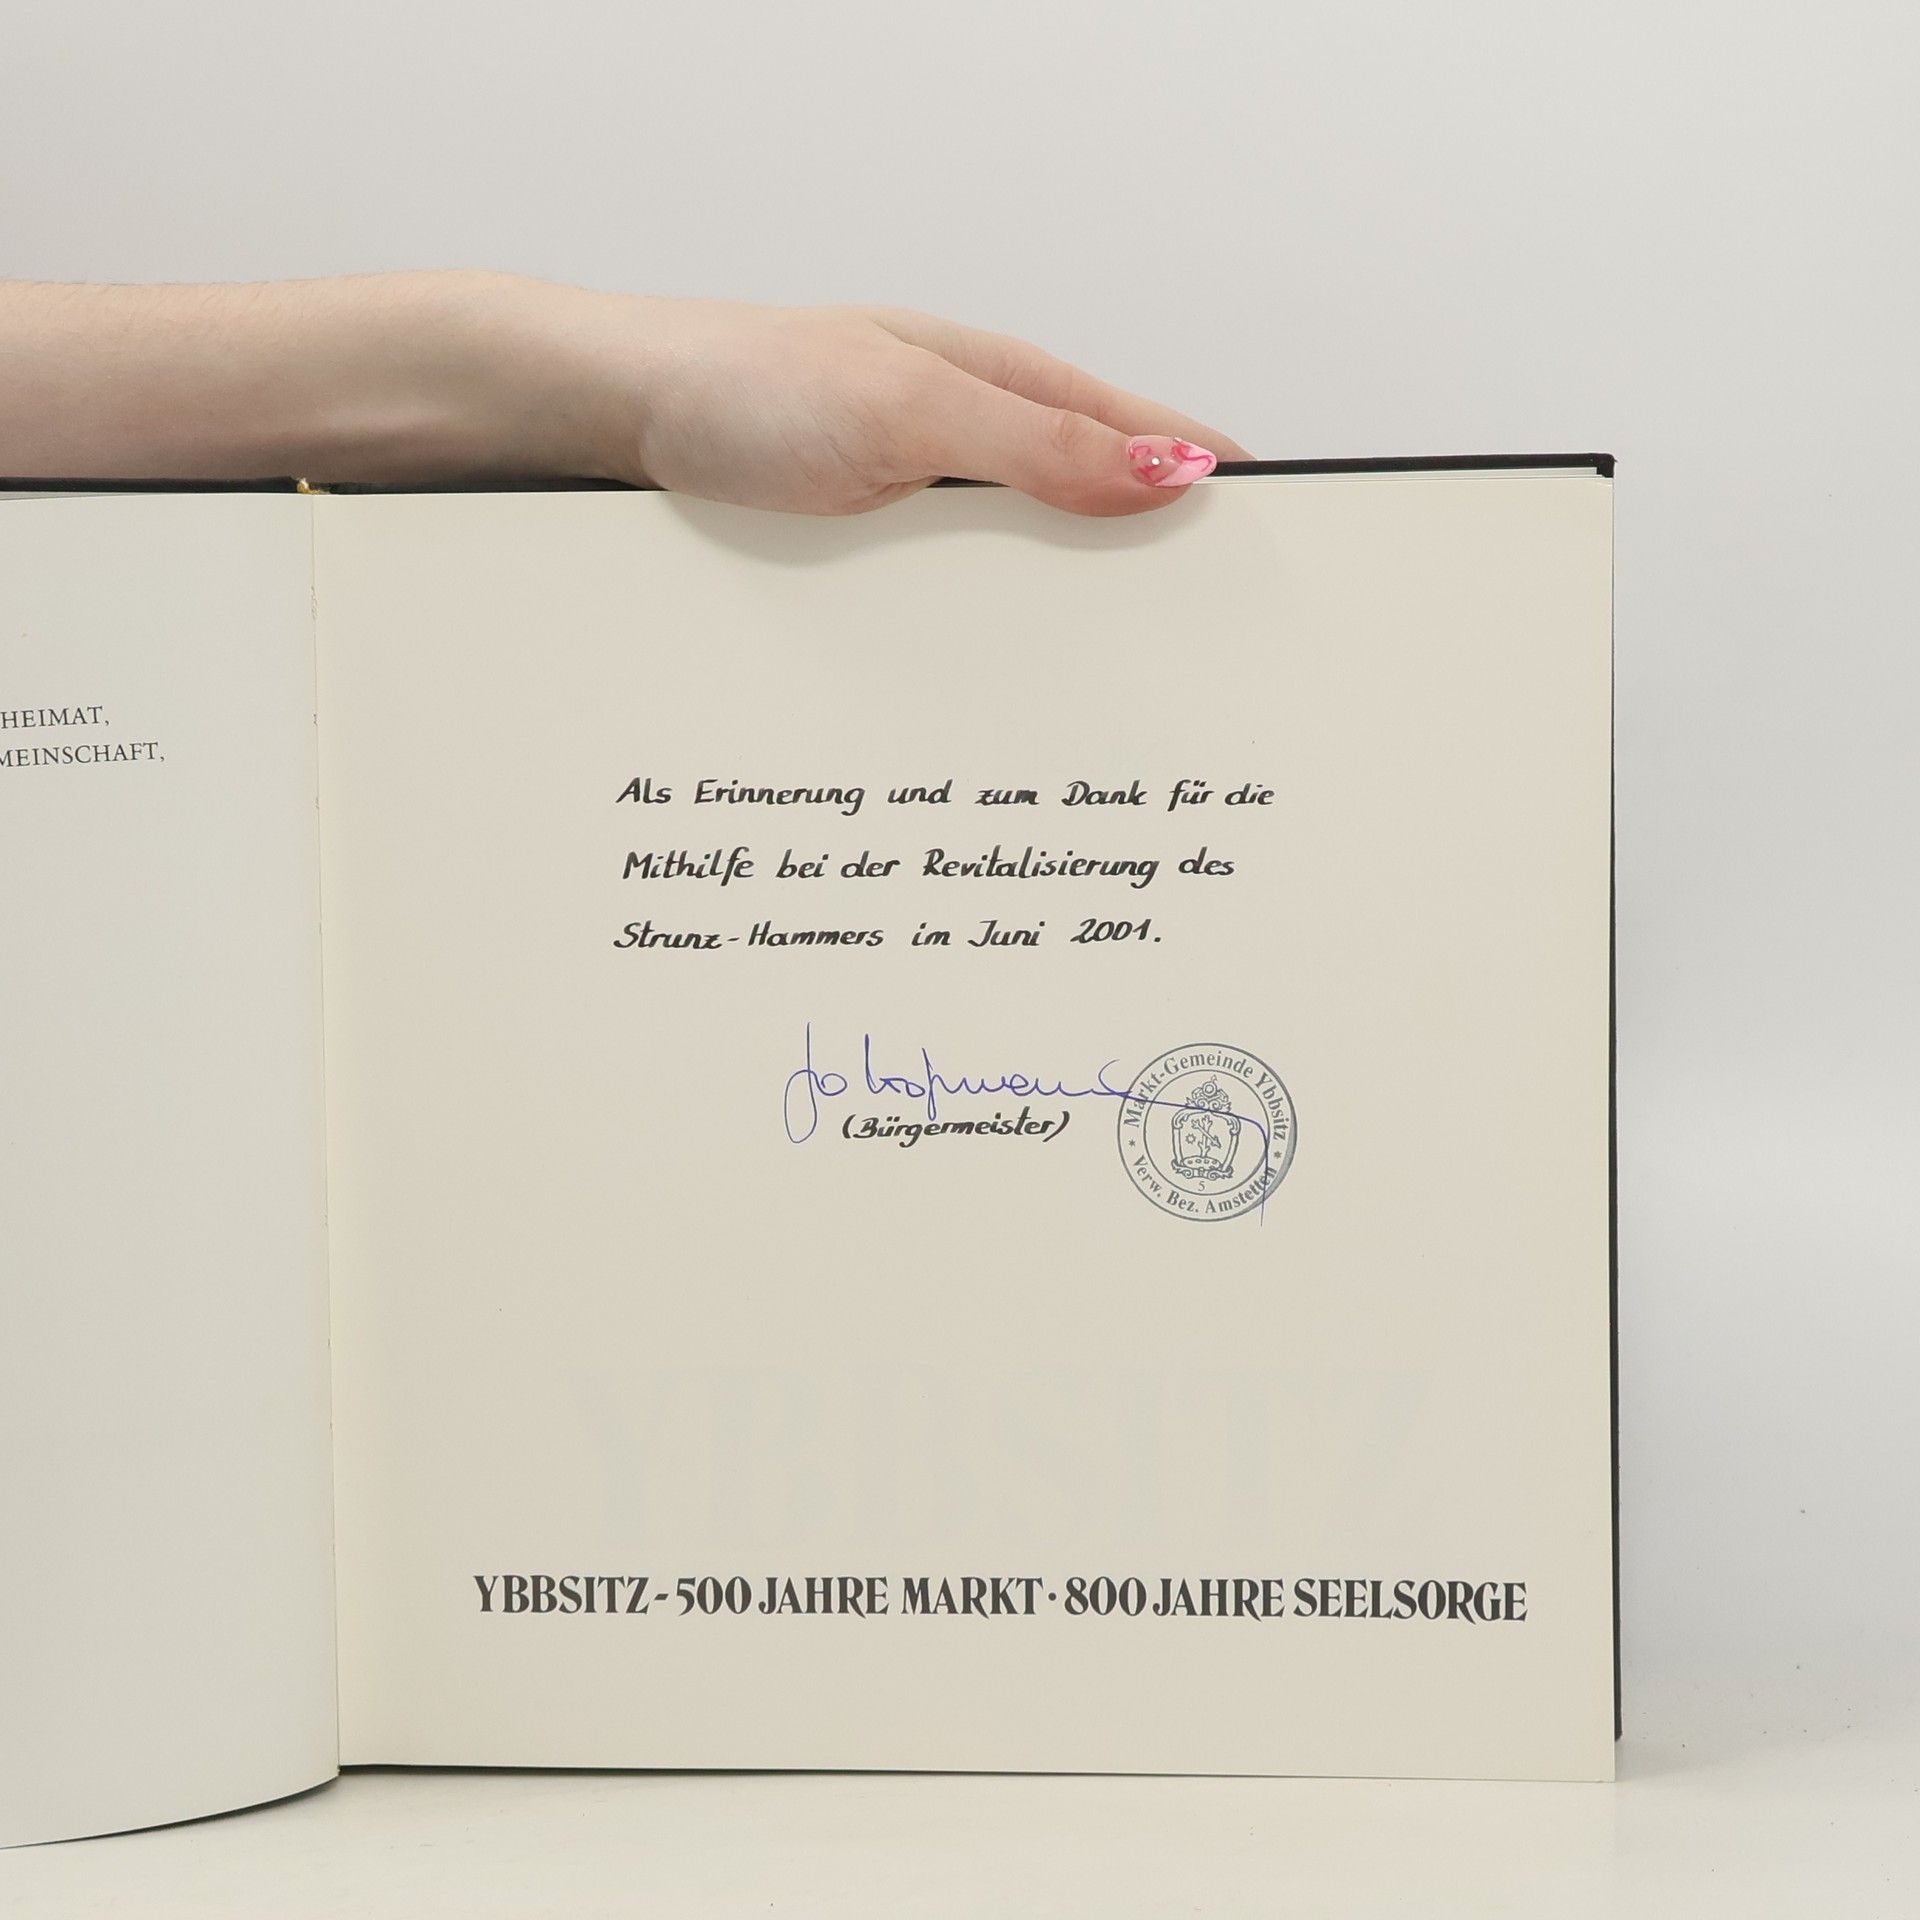 HEIMAT,
MEINSCHAFT,
Als Erinnerung und zum Dank für die
Mithilfe bei der Revitalisierung des
Strunz-Hammers im Juni 2001.
(Bürgermeister)
Markt-Gemeinde Ybbsitz
* Verw. Bez. Amstetten *
5
YBBSITZ
YBBSITZ-500 JAHRE MARKT·800 JAHRE SEELSORGE